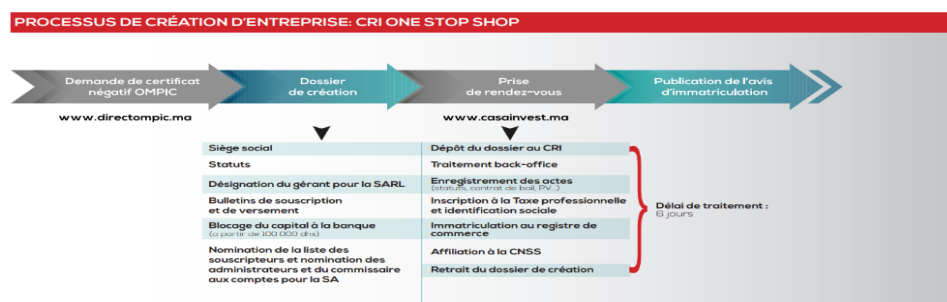 PROCESSUS DE CRÉATION D'ENTREPRISE: CRI ONE STOP SHOP
Demande de certificat
négatif OMPIC
Dossier
de création
Prise
de rendez-vous
Publication de l'avis
d'immatriculation
www.directompic.ma
www.casainvest.ma
Siège social
Statuts
Désignation du gérant pour la SARL
Bulletins de souscription
et de versement
Blocage du capital à la banque
(a partir de 100 000 dhs)
Nomination de la liste des
souscripteurs et nomination des
administrateurs et du commissaire
aux comptes pour la SA
Dépôt du dossier au CRI
Traitement back-office
Enregistrement des actes
(statuts, contrat de bail, PV...)
Inscription à la Taxe professionnelle
et identification sociale
Immatriculation au registre de
commerce
Affiliation à la CNSS
Retrait du dossier de création
Délai de traitement :
6 jours